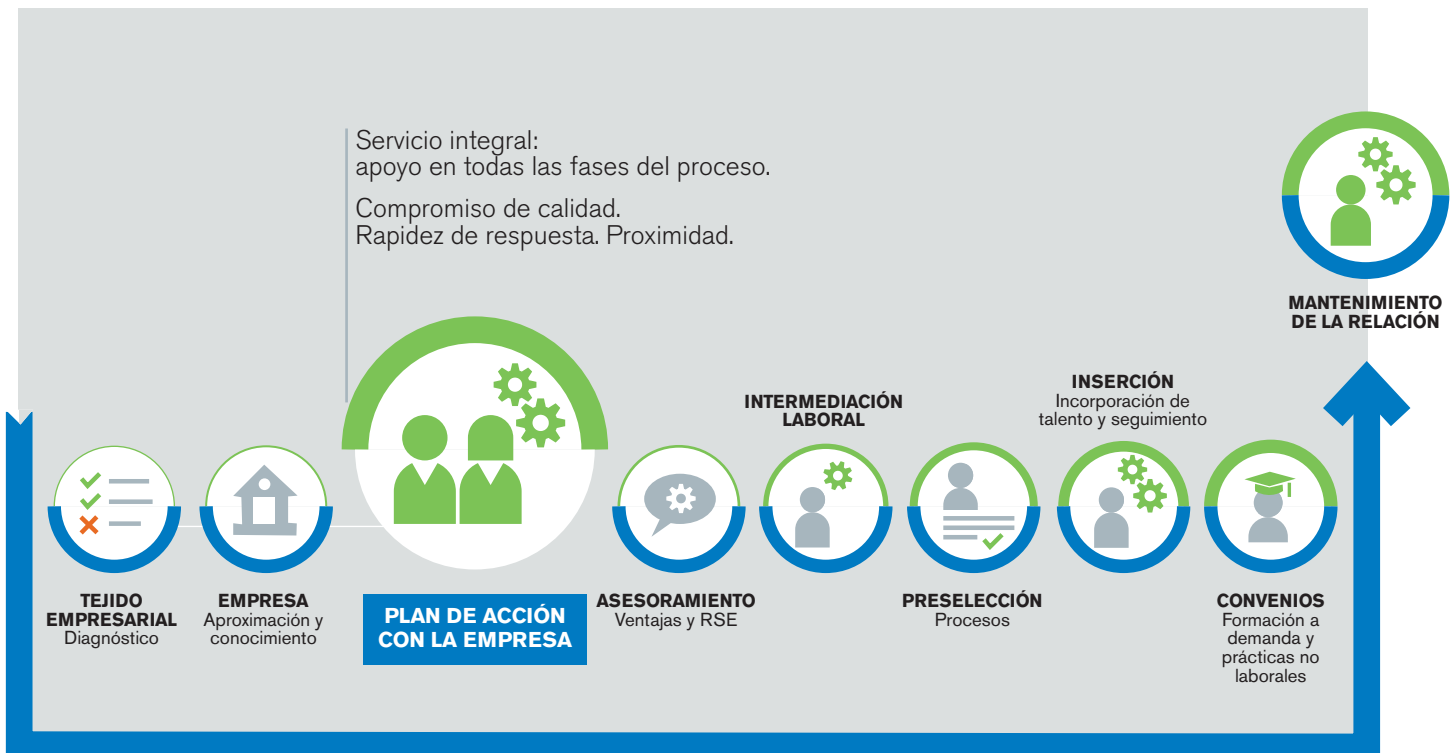 Servicio integral:
apoyo en todas las fases del proceso.
Compromiso de calidad.
Rapidez de respuesta. Proximidad.
MANTENIMIENTO
DE LA RELACIÓN
TEJIDO
EMPRESARIAL
Diagnóstico
EMPRESA
Aproximación y
conocimiento
PLAN DE ACCIÓN
CON LA EMPRESA
ASESORAMIENTO
Ventajas y RSE
INTERMEDIACIÓN
LABORAL
PRESELECCIÓN
Procesos
INSERCIÓN
Incorporación de
talento y seguimiento
CONVENIOS
Formación a
demanda y
prácticas no
laborales